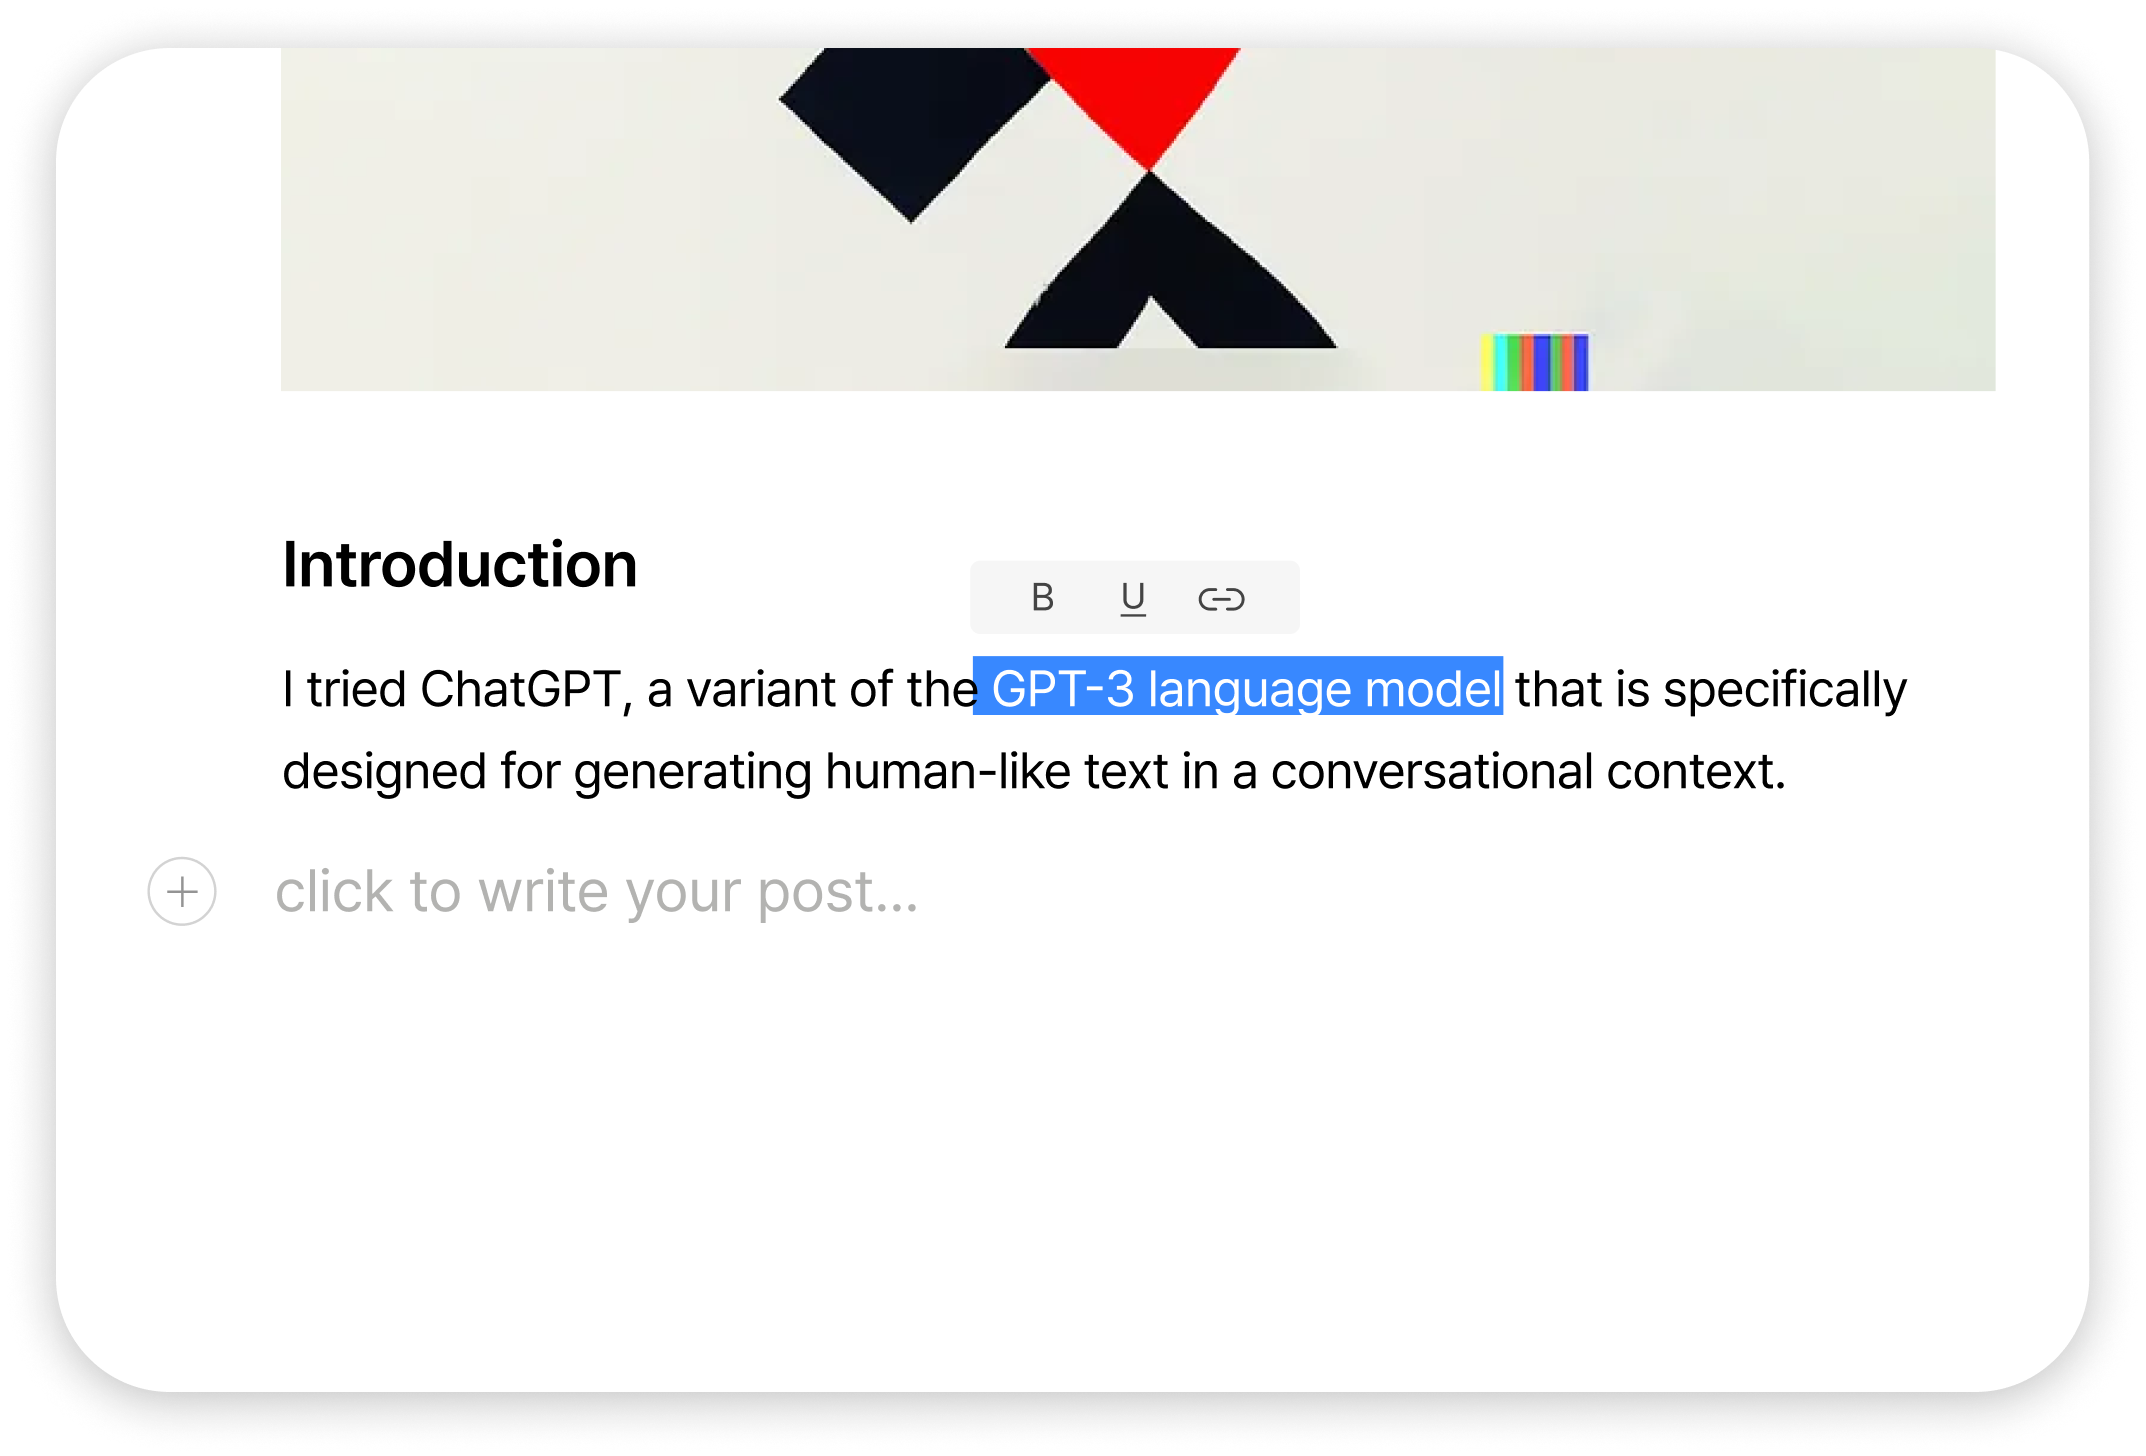 Introduction
B U
I tried ChatGPT, a variant of the GPT-3 language model that is specifically
designed for generating human-like text in a conversational context.
click to write your post...